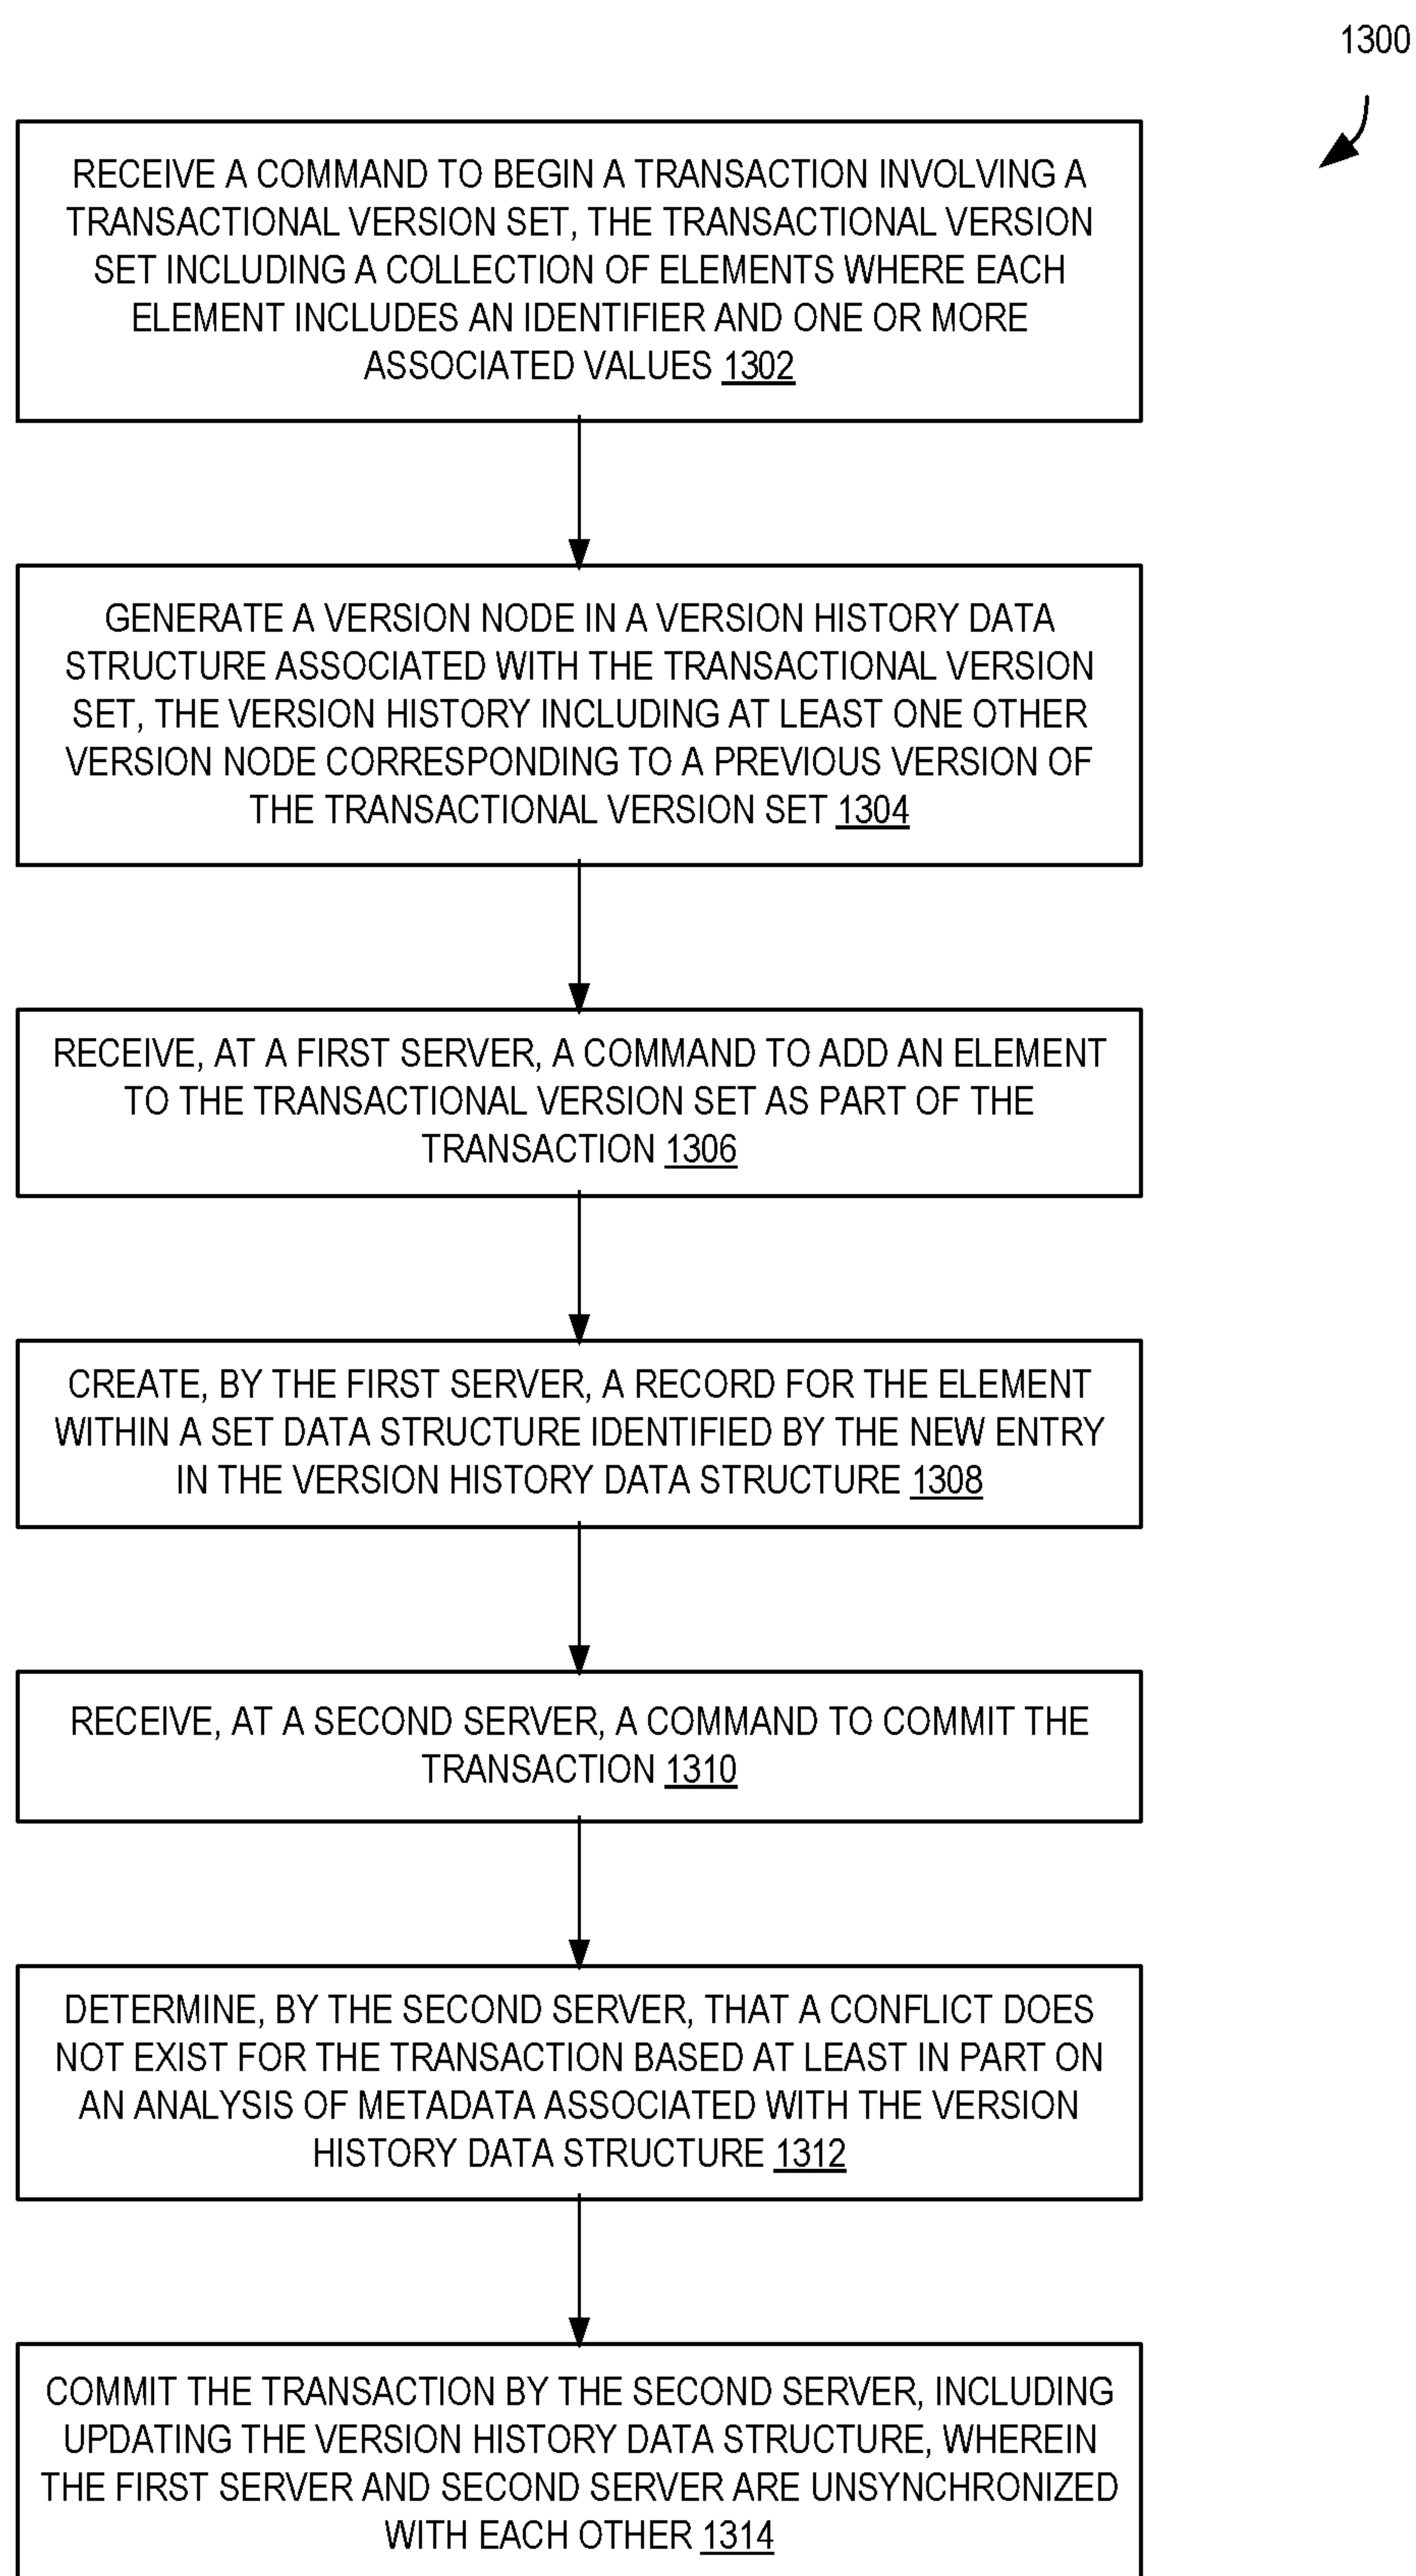 1300
RECEIVE A COMMAND TO BEGIN A TRANSACTION INVOLVING A
TRANSACTIONAL VERSION SET, THE TRANSACTIONAL VERSION
SET INCLUDING A COLLECTION OF ELEMENTS WHERE EACH
ELEMENT INCLUDES AN IDENTIFIER AND ONE OR MORE
ASSOCIATED VALUES 1302
GENERATE A VERSION NODE IN A VERSION HISTORY DATA
STRUCTURE ASSOCIATED WITH THE TRANSACTIONAL VERSION
SET, THE VERSION HISTORY INCLUDING AT LEAST ONE OTHER
VERSION NODE CORRESPONDING TO A PREVIOUS VERSION OF
THE TRANSACTIONAL VERSION SET 1304
RECEIVE, AT A FIRST SERVER, A COMMAND TO ADD AN ELEMENT
TO THE TRANSACTIONAL VERSION SET AS PART OF THE
TRANSACTION 1306
CREATE, BY THE FIRST SERVER, A RECORD FOR THE ELEMENT
WITHIN A SET DATA STRUCTURE IDENTIFIED BY THE NEW ENTRY
IN THE VERSION HISTORY DATA STRUCTURE 1308
RECEIVE, AT A SECOND SERVER, A COMMAND TO COMMIT THE
TRANSACTION 1310
DETERMINE, BY THE SECOND SERVER, THAT A CONFLICT DOES
NOT EXIST FOR THE TRANSACTION BASED AT LEAST IN PART ON
AN ANALYSIS OF METADATA ASSOCIATED WITH THE VERSION
HISTORY DATA STRUCTURE 1312
COMMIT THE TRANSACTION BY THE SECOND SERVER, INCLUDING
UPDATING THE VERSION HISTORY DATA STRUCTURE, WHEREIN
THE FIRST SERVER AND SECOND SERVER ARE UNSYNCHRONIZED
WITH EACH OTHER 1314